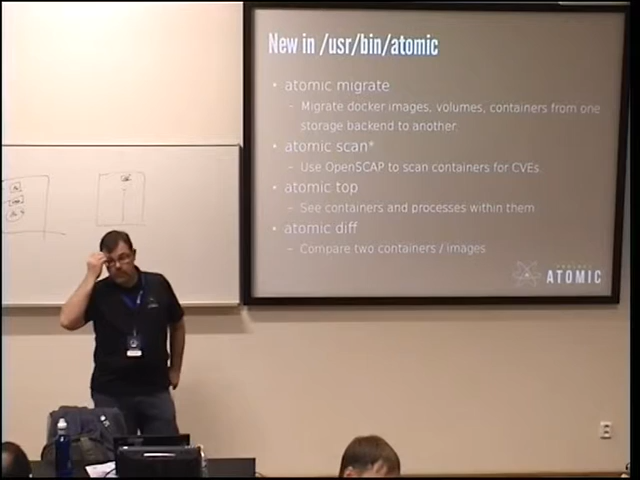 New in /usr/bin/atomic
• atomic migrate
– Migrate docker images, volumes, containers from one
storage backend to another.
• atomic scan*
– Use OpenSCAP to scan containers for CVEs.
• atomic top
– See containers and processes within them
• atomic diff
– Compare two containers / images
PROJECT
ATOMIC